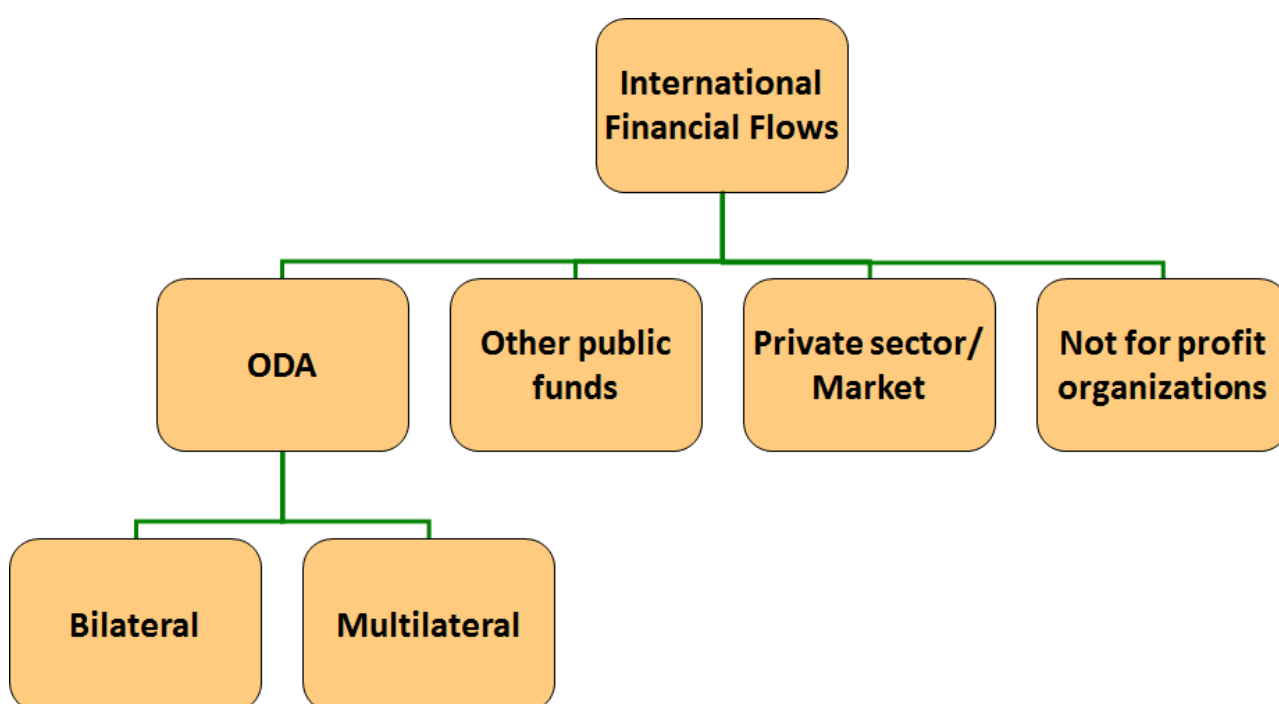 International
Financial Flows
ODA
Other public
funds
Private sector/
Market
Not for profit
organizations
Bilateral
Multilateral